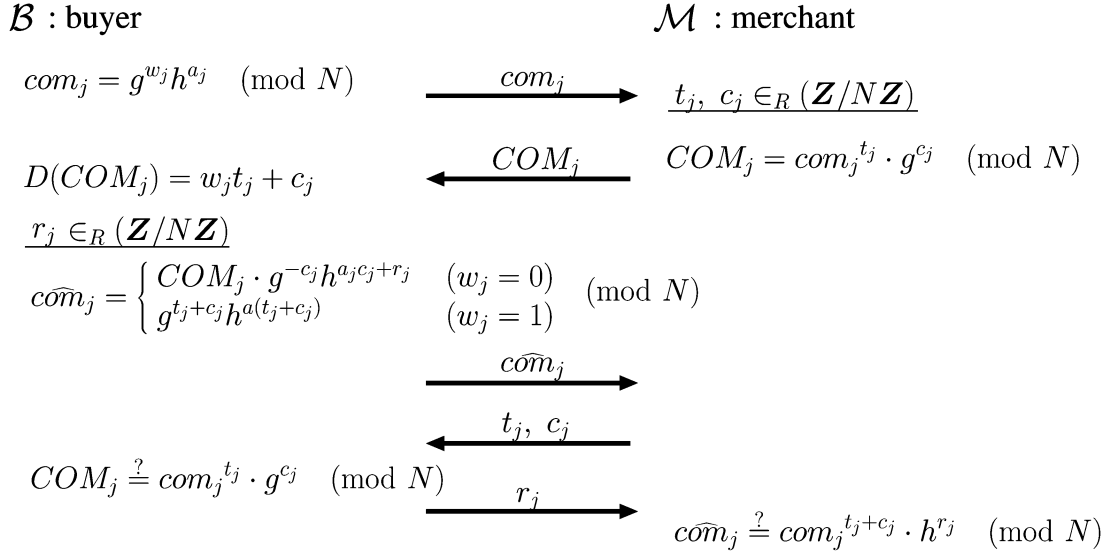 𝓑 : buyer
𝓜 : merchant
com_j = g^{w_j} h^{a_j} (mod N)
com_j
t_j, c_j ∈_R (Z/NZ)
COM_j
COM_j = com_j^{t_j} · g^{c_j} (mod N)
D(COM_j) = w_j t_j + c_j
r_j ∈_R (Z/NZ)
\widehat{com}_j = { COM_j · g^{-c_j} h^{a_j c_j + r_j} (w_j = 0)
g^{t_j + c_j} h^{a(t_j + c_j)} (w_j = 1) (mod N)
\widehat{com}_j
t_j, c_j
COM_j ≟ com_j^{t_j} · g^{c_j} (mod N)
r_j
\widehat{com}_j ≟ com_j^{t_j + c_j} · h^{r_j} (mod N)